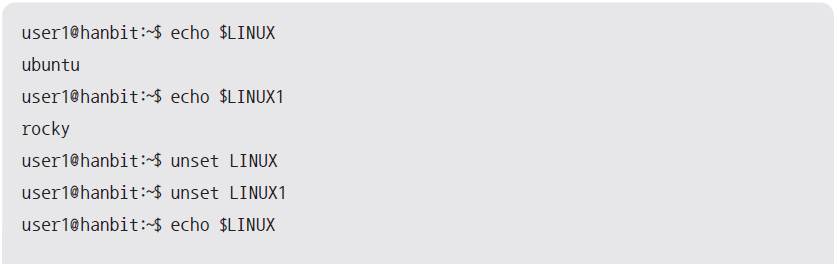 user1@hanbit:~$ echo $LINUX
ubuntu
user1@hanbit:~$ echo $LINUX1
rocky
user1@hanbit:~$ unset LINUX
user1@hanbit:~$ unset LINUX1
user1@hanbit:~$ echo $LINUX